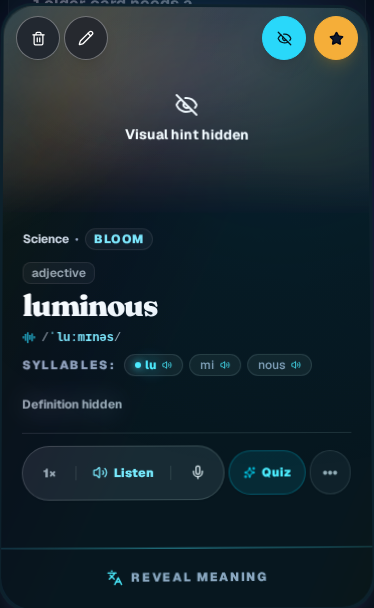 Visual hint hidden
Science · BLOOM
adjective
luminous
/ˈluːmɪnəs/
SYLLABLES: lu mi nous
Definition hidden
1× Listen Quiz
REVEAL MEANING